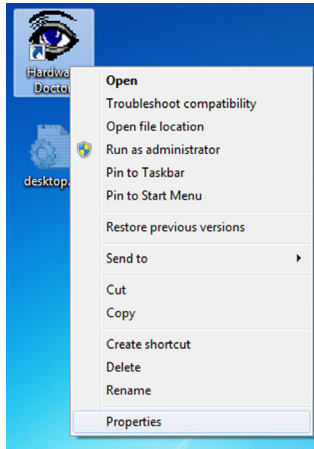 Hardwa
Docto
desktop.
Open
Troubleshoot compatibility
Open file location
Run as administrator
Pin to Taskbar
Pin to Start Menu
Restore previous versions
Send to
Cut
Copy
Create shortcut
Delete
Rename
Properties